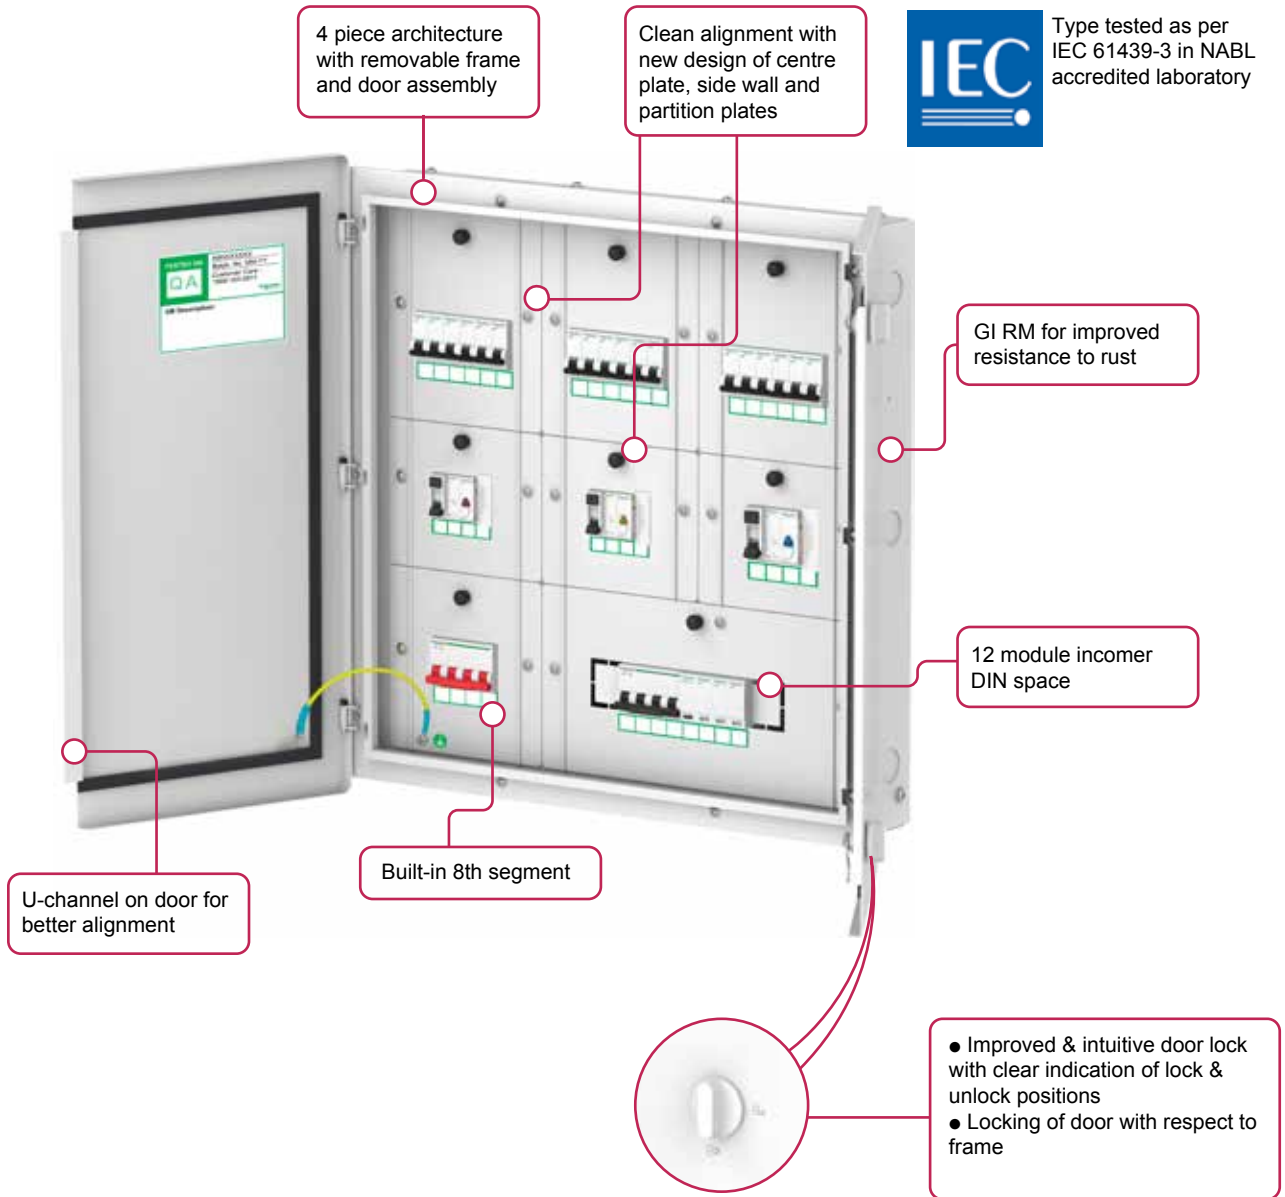 4 piece architecture
with removable frame
and door assembly
Clean alignment with
new design of centre
plate, side wall and
partition plates
IEC
Type tested as per
IEC 61439-3 in NABL
accredited laboratory
QA
GI RM for improved
resistance to rust
12 module incomer
DIN space
Built-in 8th segment
U-channel on door for
better alignment
● Improved & intuitive door lock
with clear indication of lock &
unlock positions
● Locking of door with respect to
frame